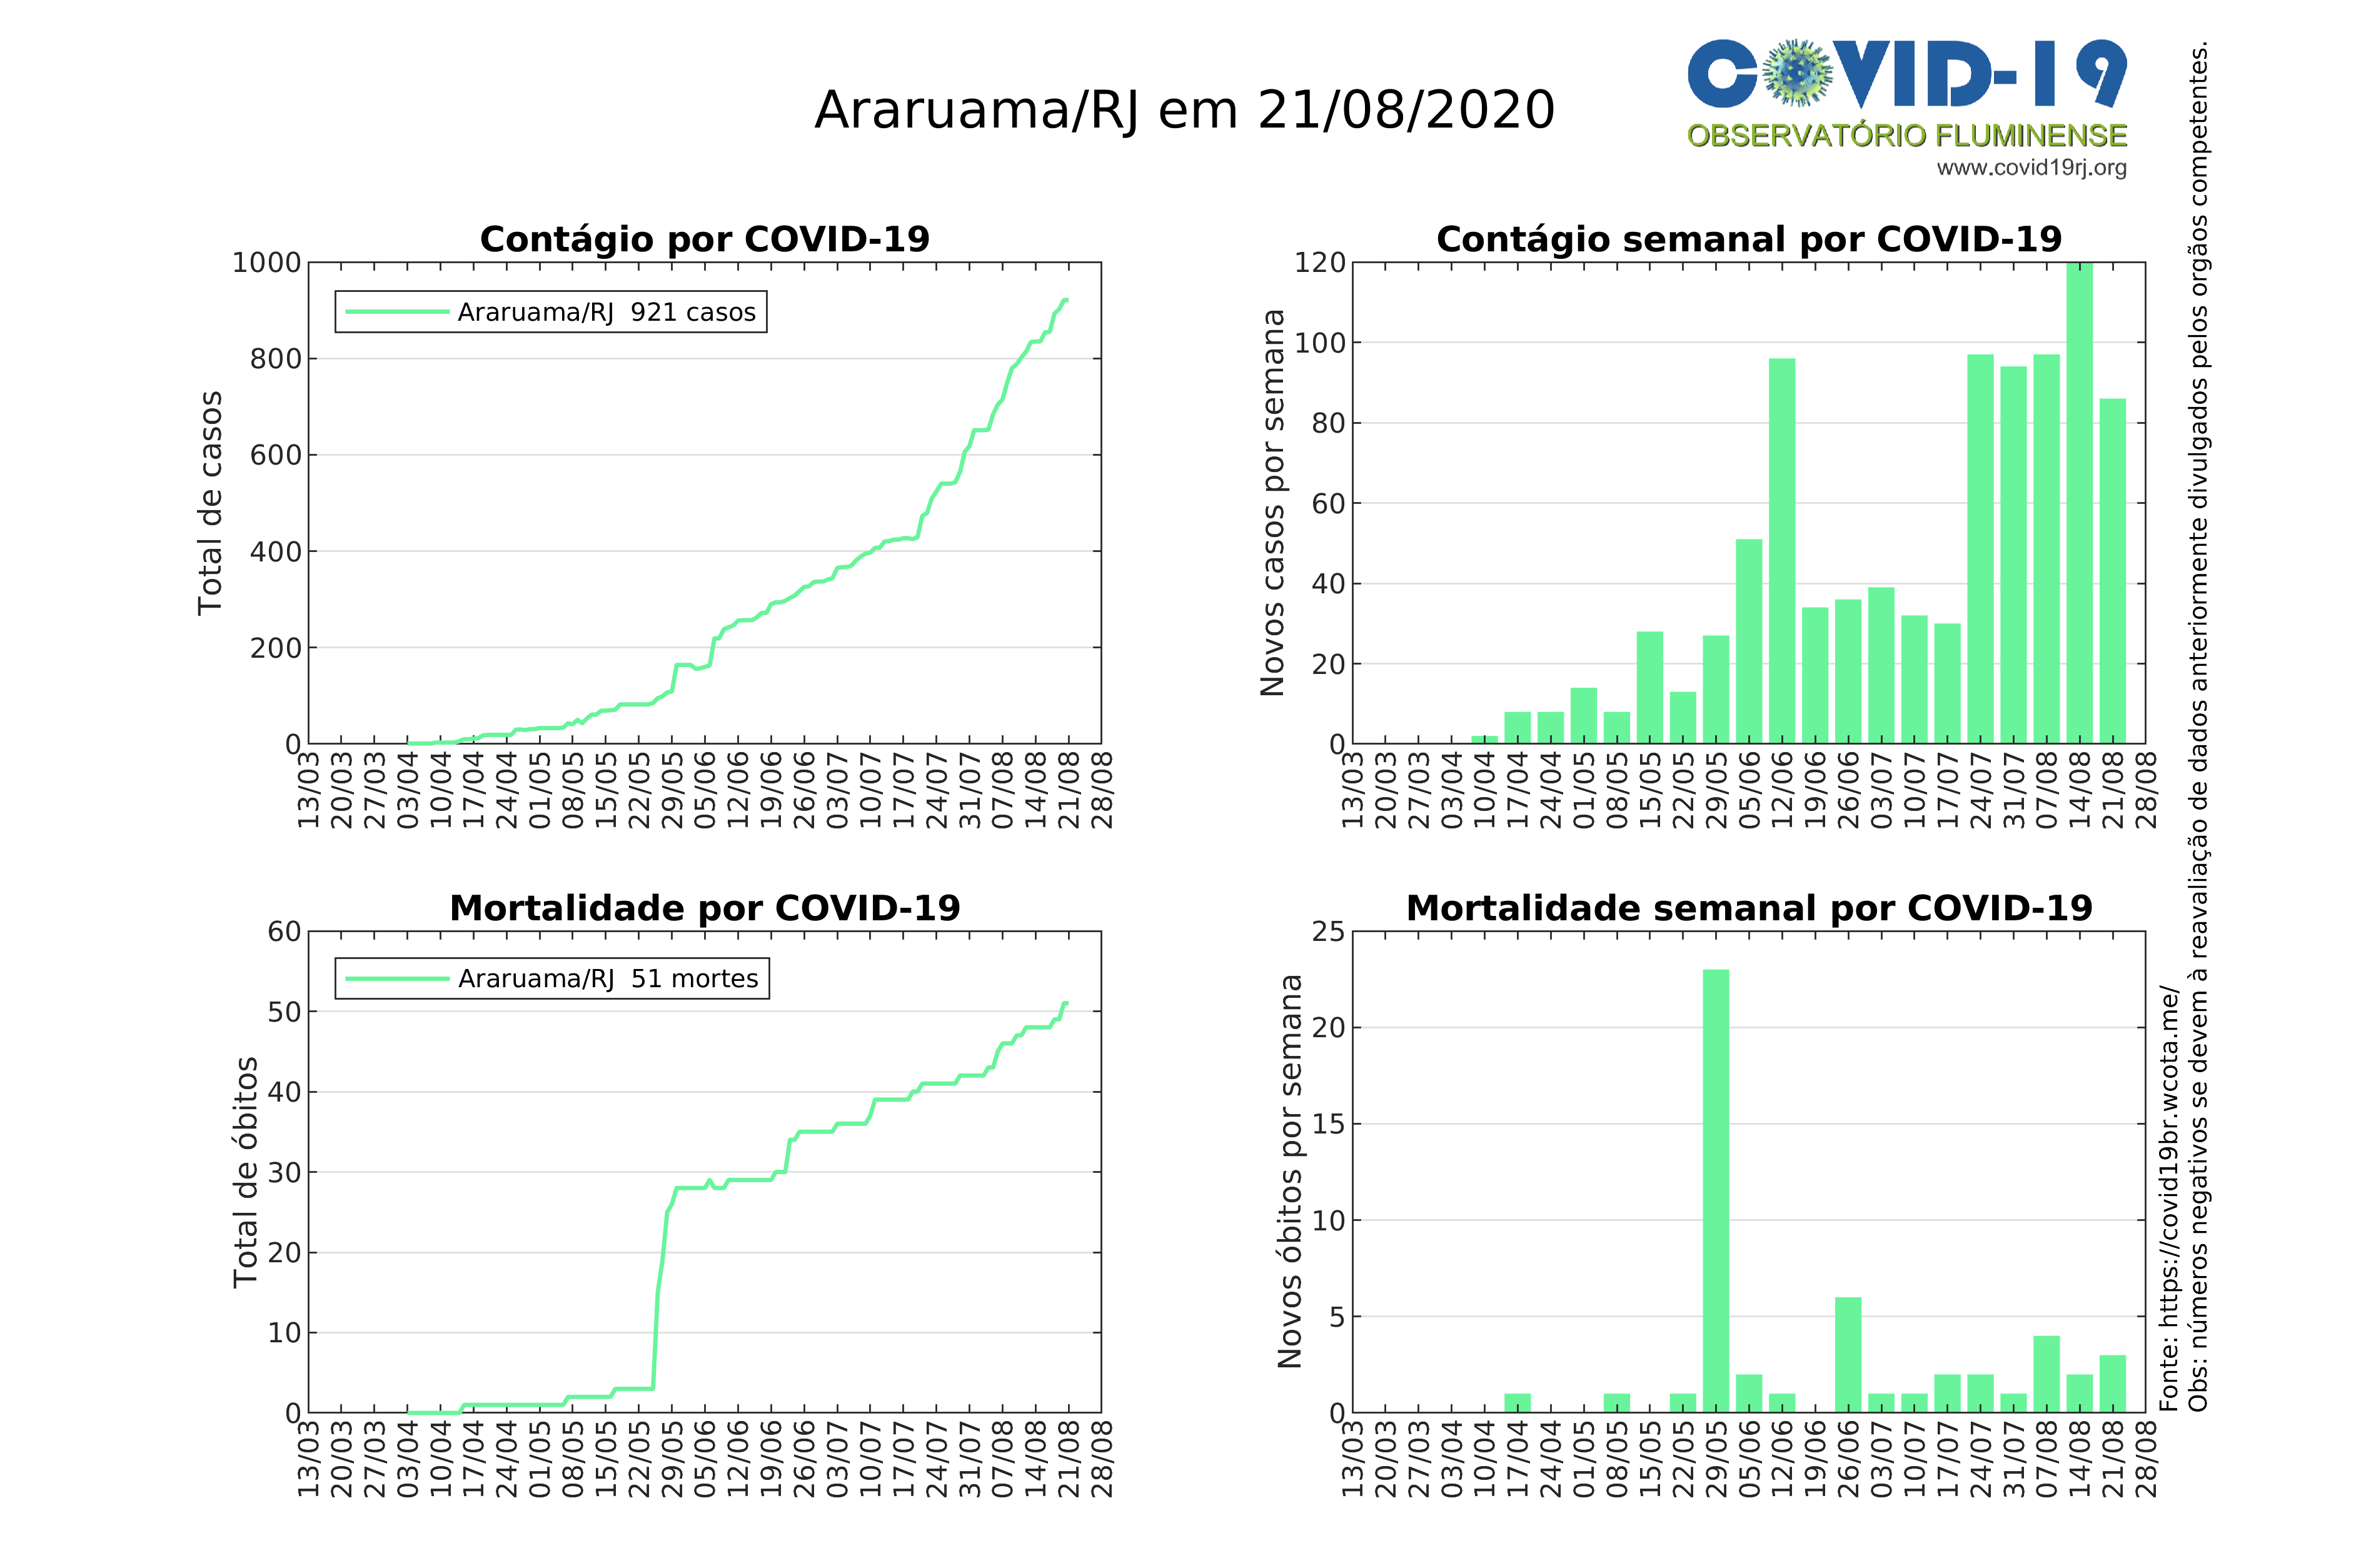 Araruama/RJ em 21/08/2020
COVID-19
OBSERVATÓRIO FLUMINENSE
www.covid19rj.org
Contágio por COVID-19
Total de casos
1000
800
600
400
200
0
Araruama/RJ 921 casos
13/03 20/03 27/03 03/04 10/04 17/04 24/04 01/05 08/05 15/05 22/05 29/05 05/06 12/06 19/06 26/06 03/07 10/07 17/07 24/07 31/07 07/08 14/08 21/08 28/08
Contágio semanal por COVID-19
Novos casos por semana
120
100
80
60
40
20
0
13/03 20/03 27/03 03/04 10/04 17/04 24/04 01/05 08/05 15/05 22/05 29/05 05/06 12/06 19/06 26/06 03/07 10/07 17/07 24/07 31/07 07/08 14/08 21/08 28/08
Mortalidade por COVID-19
Total de óbitos
60
50
40
30
20
10
0
Araruama/RJ 51 mortes
13/03 20/03 27/03 03/04 10/04 17/04 24/04 01/05 08/05 15/05 22/05 29/05 05/06 12/06 19/06 26/06 03/07 10/07 17/07 24/07 31/07 07/08 14/08 21/08 28/08
Mortalidade semanal por COVID-19
Novos óbitos por semana
25
20
15
10
5
0
13/03 20/03 27/03 03/04 10/04 17/04 24/04 01/05 08/05 15/05 22/05 29/05 05/06 12/06 19/06 26/06 03/07 10/07 17/07 24/07 31/07 07/08 14/08 21/08 28/08
Fonte: https://covid19br.wcota.me/
Obs: números negativos se devem à reavaliação de dados anteriormente divulgados pelos orgãos competentes.